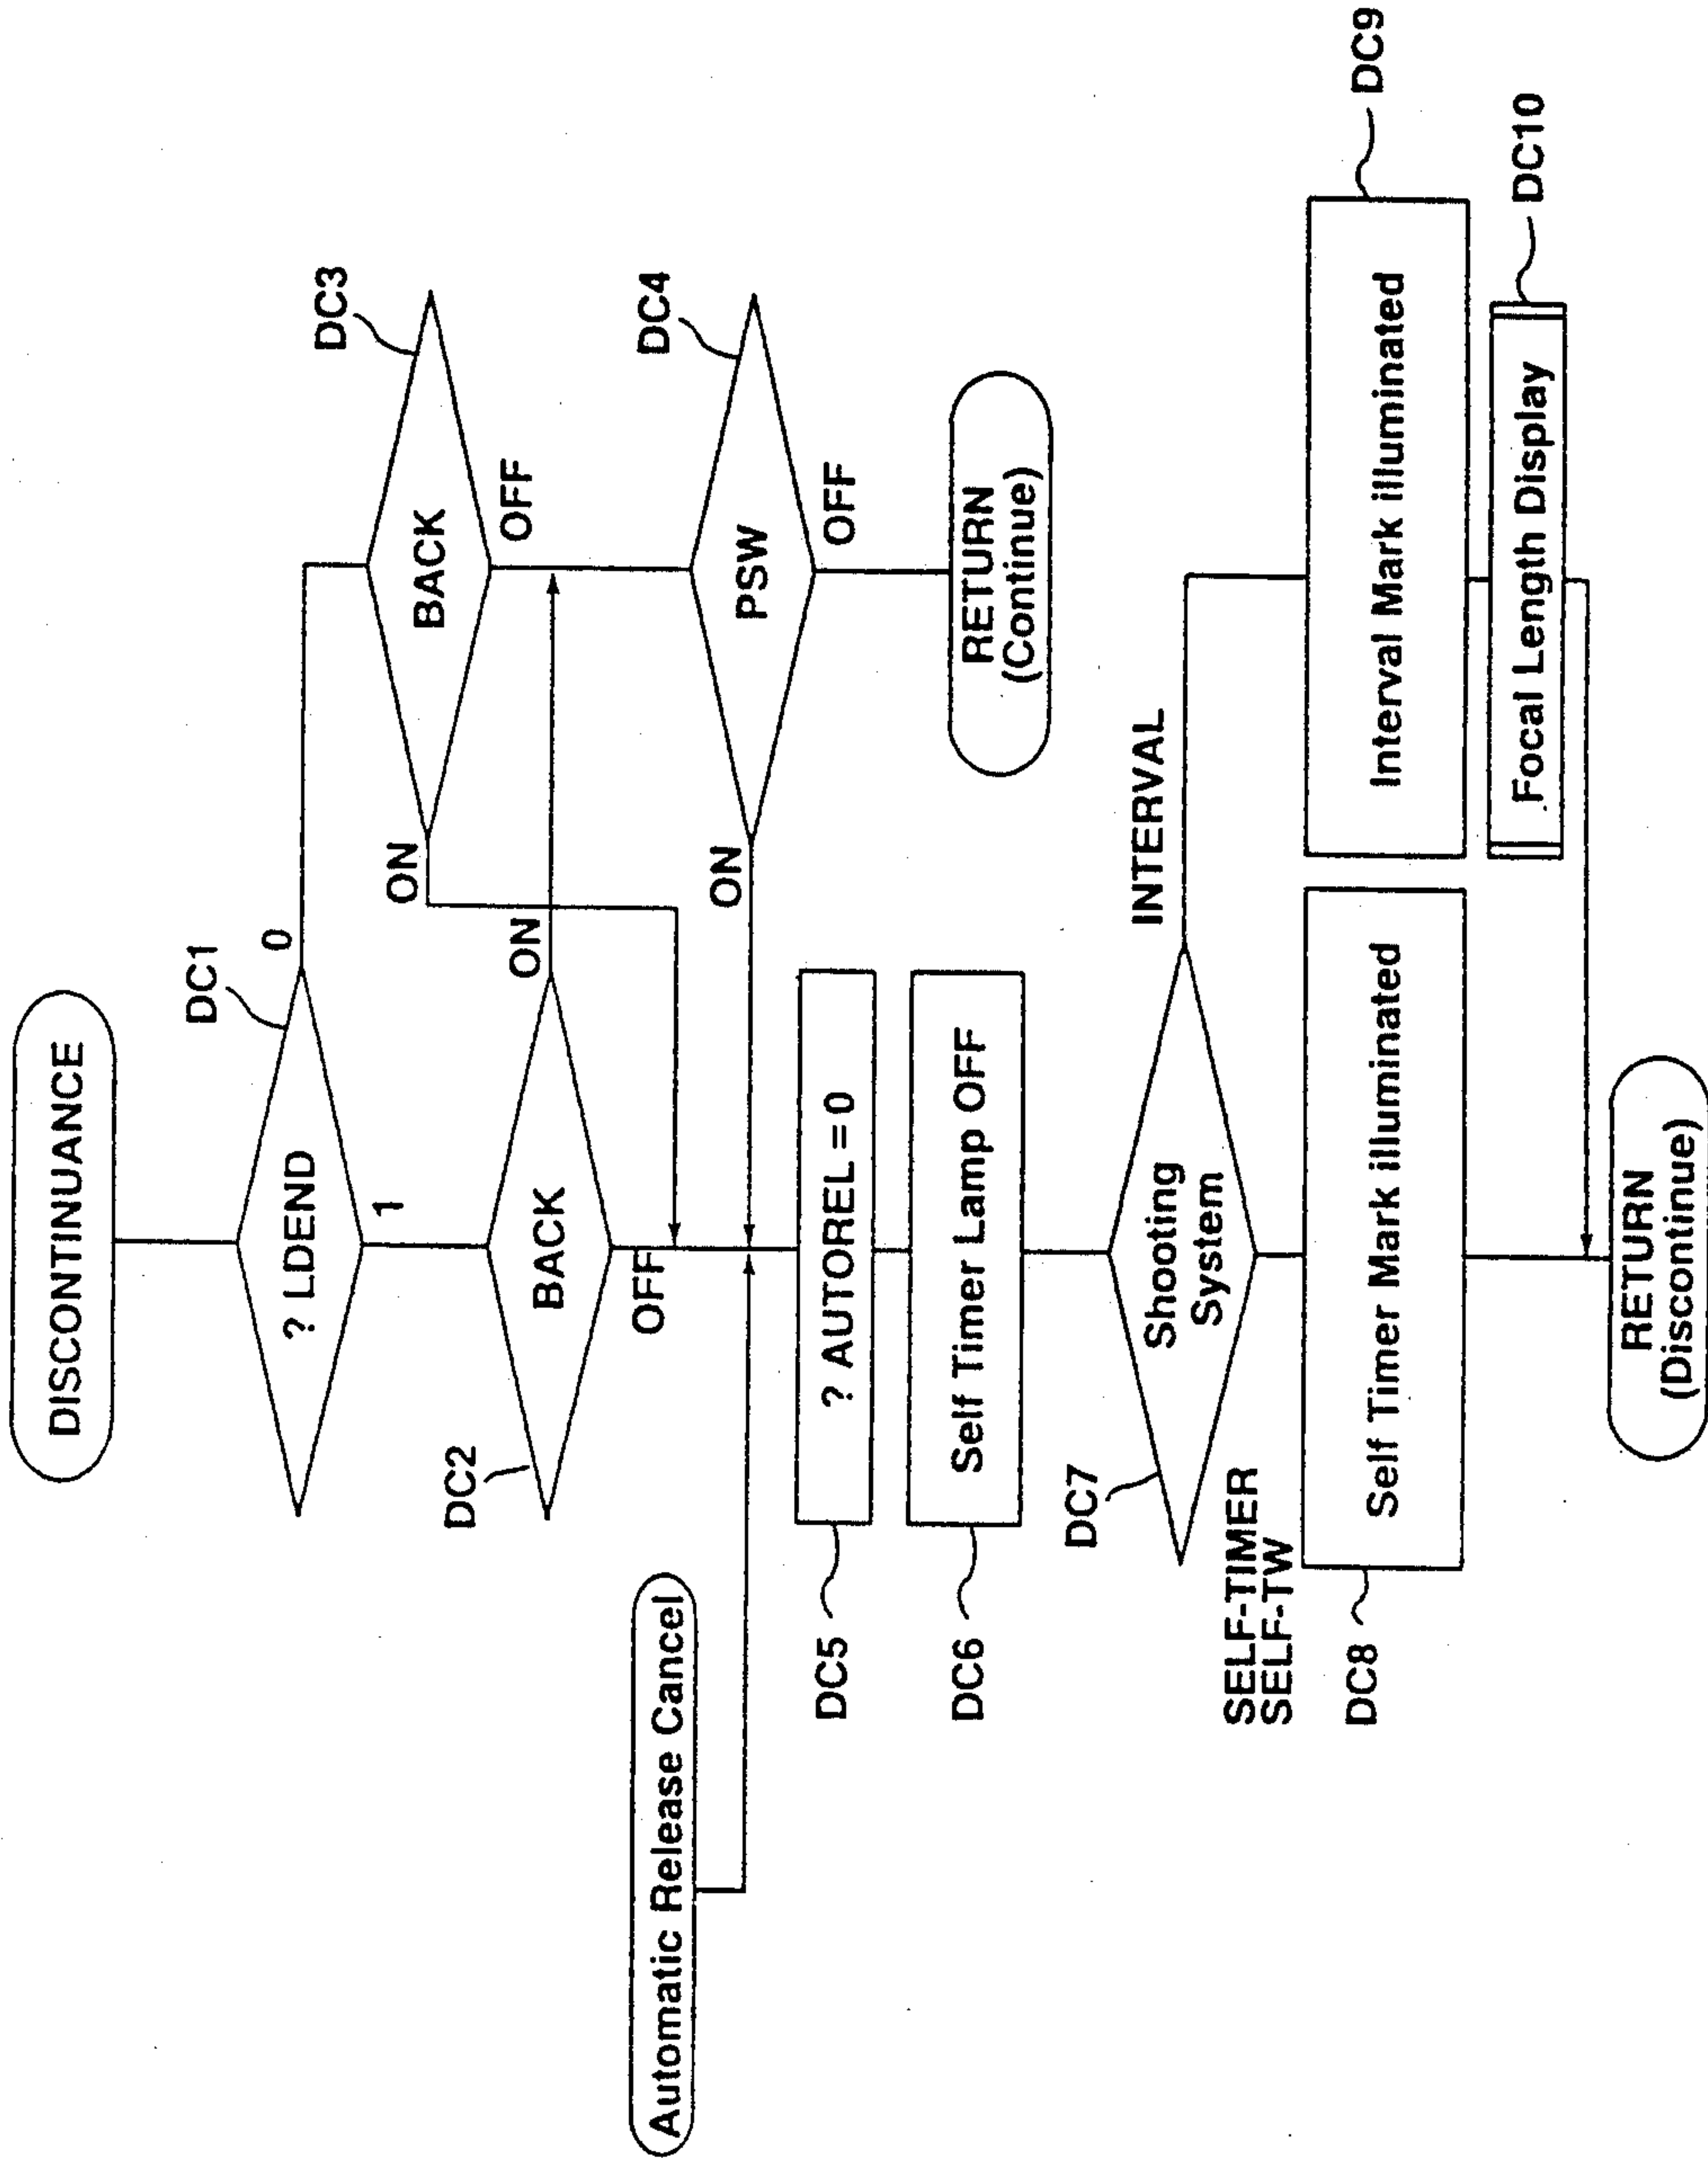 DISCONTINUANCE
DC1
? LDEND
0
1
DC3
BACK
ON
OFF
DC2
BACK
ON
OFF
DC4
PSW
ON
OFF
RETURN
(Continue)
Automatic Release Cancel
DC5
? AUTOREL = 0
DC6
Self Timer Lamp OFF
DC7
Shooting
System
INTERVAL
SELF-TIMER
SELF-TW
DC8
Self Timer Mark illuminated
DC9
Interval Mark illuminated
DC10
Focal Length Display
RETURN
(Discontinue)